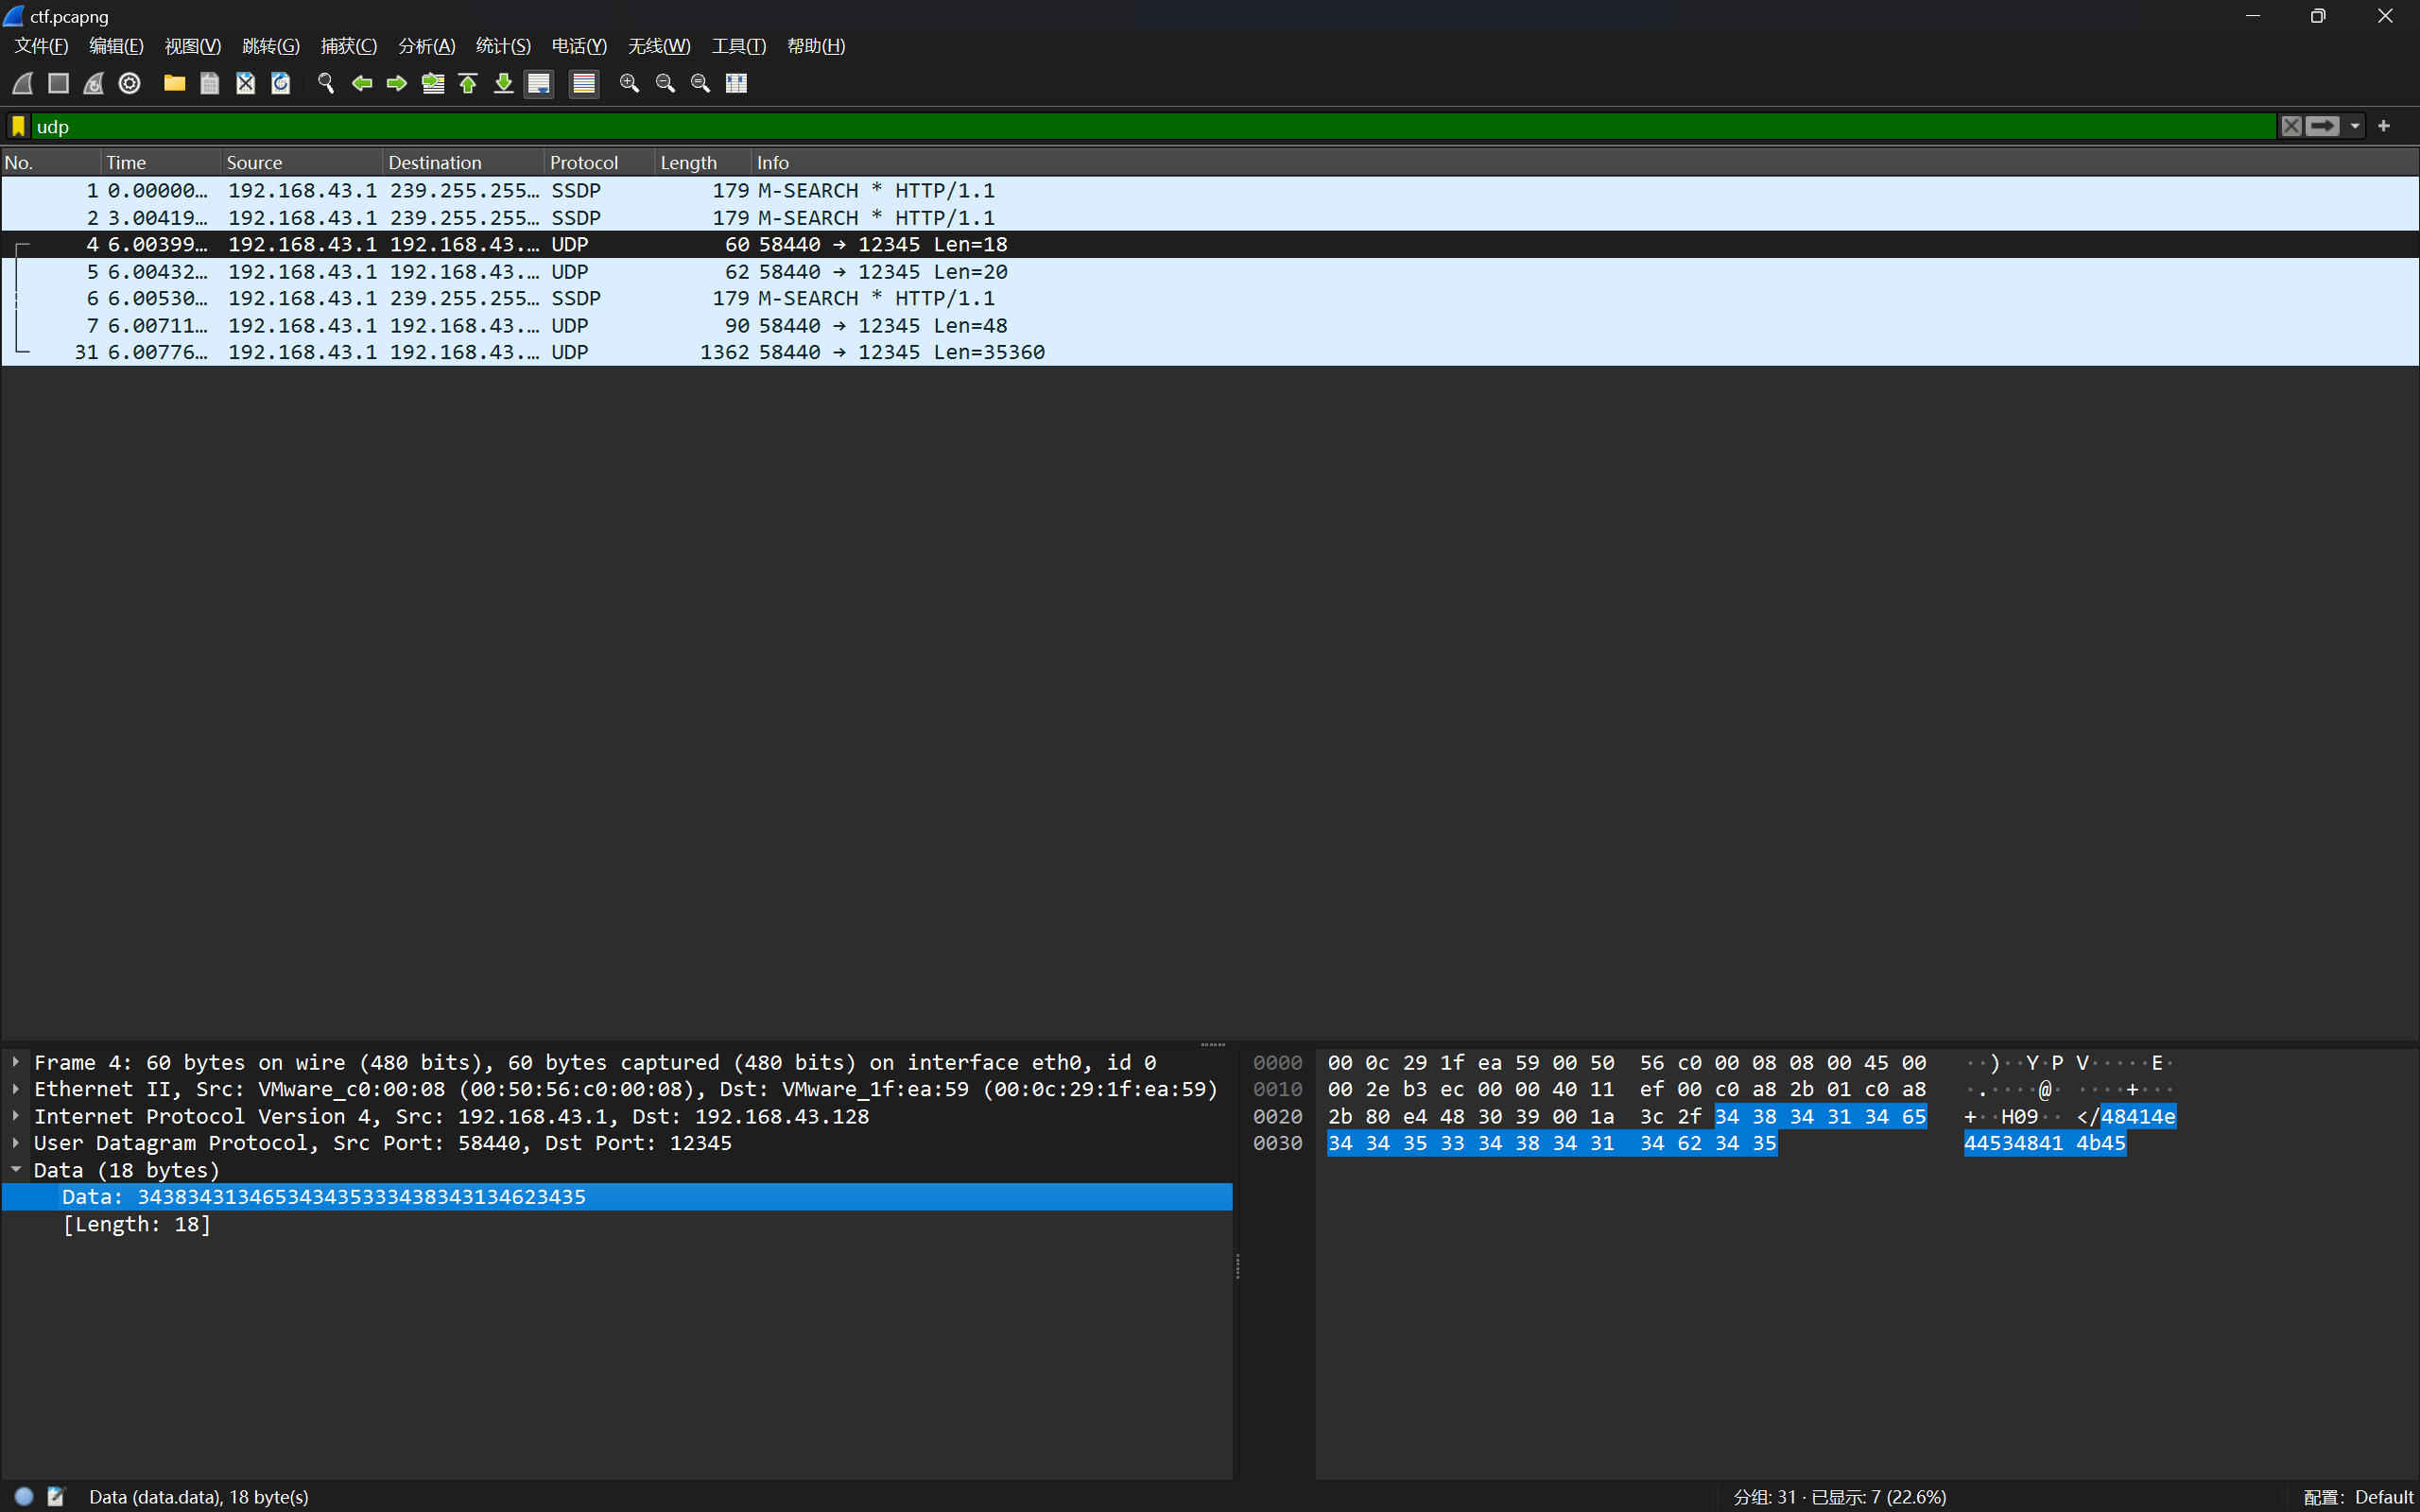 ctf.pcapng
文件(F) 编辑(E) 视图(V) 跳转(G) 捕获(C) 分析(A) 统计(S) 电话(Y) 无线(W) 工具(T) 帮助(H)
udp
No. Time Source Destination Protocol Length Info
1 0.00000… 192.168.43.1 239.255.255… SSDP 179 M-SEARCH * HTTP/1.1
2 3.00419… 192.168.43.1 239.255.255… SSDP 179 M-SEARCH * HTTP/1.1
4 6.00399… 192.168.43.1 192.168.43.… UDP 60 58440 → 12345 Len=18
5 6.00432… 192.168.43.1 192.168.43.… UDP 62 58440 → 12345 Len=20
6 6.00530… 192.168.43.1 239.255.255… SSDP 179 M-SEARCH * HTTP/1.1
7 6.00711… 192.168.43.1 192.168.43.… UDP 90 58440 → 12345 Len=48
31 6.00776… 192.168.43.1 192.168.43.… UDP 1362 58440 → 12345 Len=35360
Frame 4: 60 bytes on wire (480 bits), 60 bytes captured (480 bits) on interface eth0, id 0
Ethernet II, Src: VMware_c0:00:08 (00:50:56:c0:00:08), Dst: VMware_1f:ea:59 (00:0c:29:1f:ea:59)
Internet Protocol Version 4, Src: 192.168.43.1, Dst: 192.168.43.128
User Datagram Protocol, Src Port: 58440, Dst Port: 12345
Data (18 bytes)
Data: 343834313465343435333438343134623435
[Length: 18]
0000 00 0c 29 1f ea 59 00 50 56 c0 00 08 08 00 45 00 ··)··Y·P V·····E·
0010 00 2e b3 ec 00 00 40 11 ef 00 c0 a8 2b 01 c0 a8 ·.····@· ····+···
0020 2b 80 e4 48 30 39 00 1a 3c 2f 34 38 34 31 34 65 +··H09·· </48414e
0030 34 34 35 33 34 38 34 31 34 62 34 35 44534841 4b45
Data (data.data), 18 byte(s)
分组: 31 · 已显示: 7 (22.6%)
配置: Default